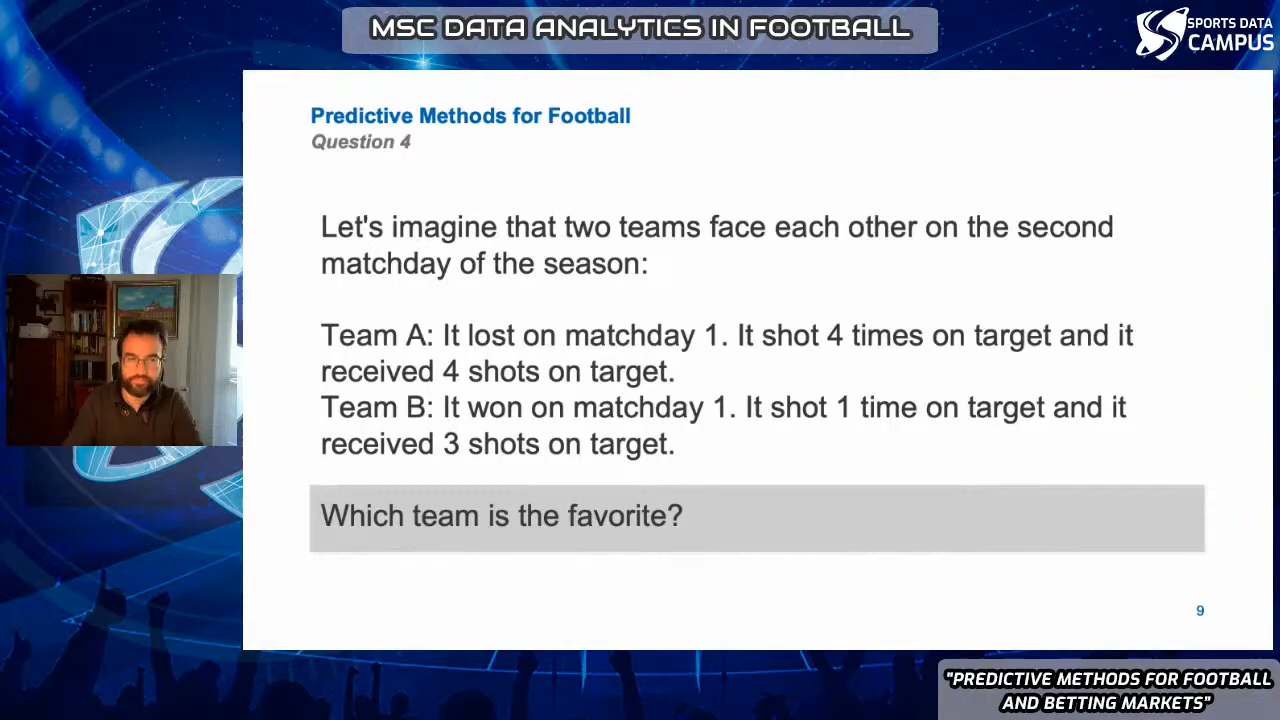 MSC DATA ANALYTICS IN FOOTBALL
SPORTS DATA
CAMPUS
Predictive Methods for Football
Question 4
Let's imagine that two teams face each other on the second
matchday of the season:
Team A: It lost on matchday 1. It shot 4 times on target and it
received 4 shots on target.
Team B: It won on matchday 1. It shot 1 time on target and it
received 3 shots on target.
Which team is the favorite?
9
"PREDICTIVE METHODS FOR FOOTBALL
AND BETTING MARKETS"